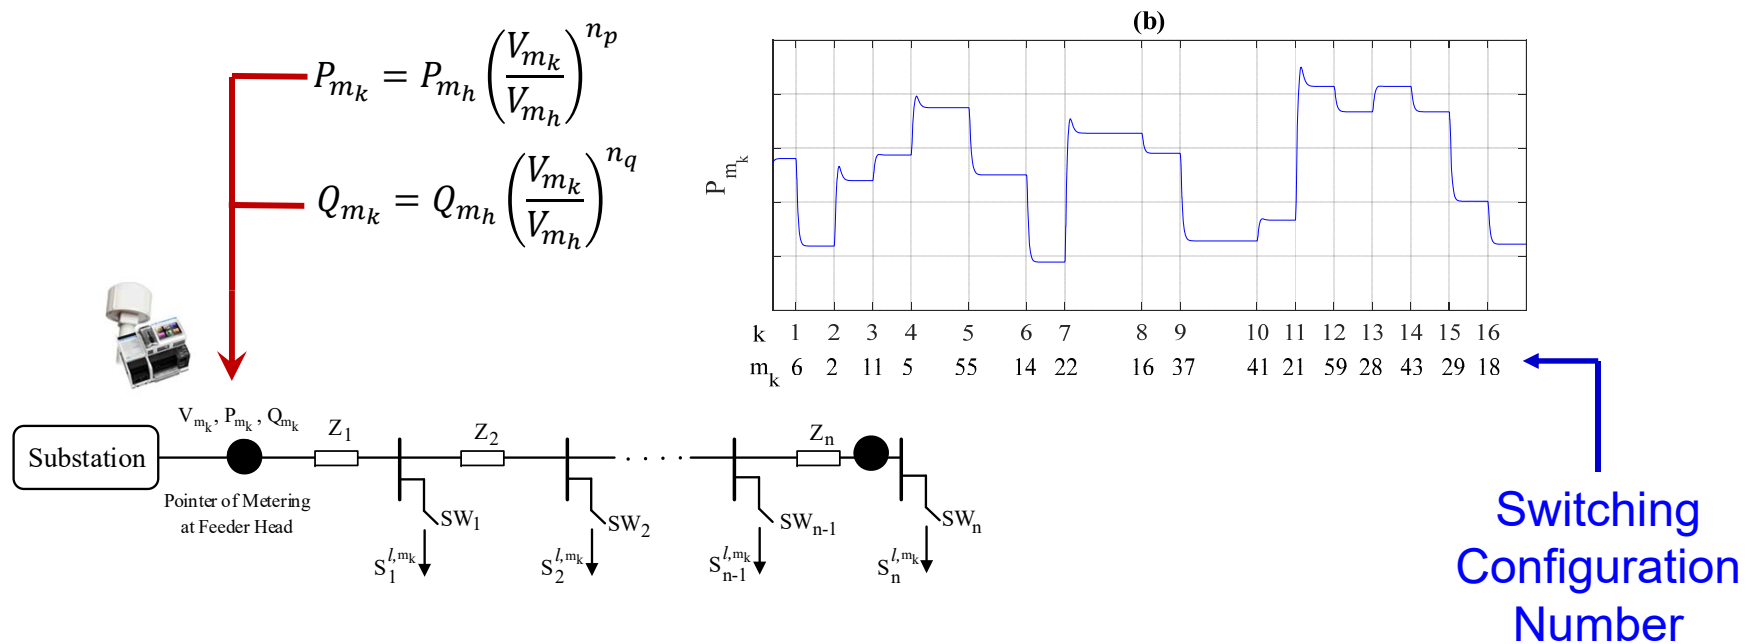 (b)
P_{m_k} = P_{m_h} (V_{m_k} / V_{m_h})^{n_p}
Q_{m_k} = Q_{m_h} (V_{m_k} / V_{m_h})^{n_q}
P_{m_k}
k 1 2 3 4 5 6 7 8 9 10 11 12 13 14 15 16
m_k 6 2 11 5 55 14 22 16 37 41 21 59 28 43 29 18
V_{m_k}, P_{m_k}, Q_{m_k}
Z_1
Z_2
. . . .
Z_n
Substation
Pointer of Metering
at Feeder Head
SW_1
SW_2
SW_{n-1}
SW_n
S_1^{l,m_k}
S_2^{l,m_k}
S_{n-1}^{l,m_k}
S_n^{l,m_k}
Switching
Configuration
Number